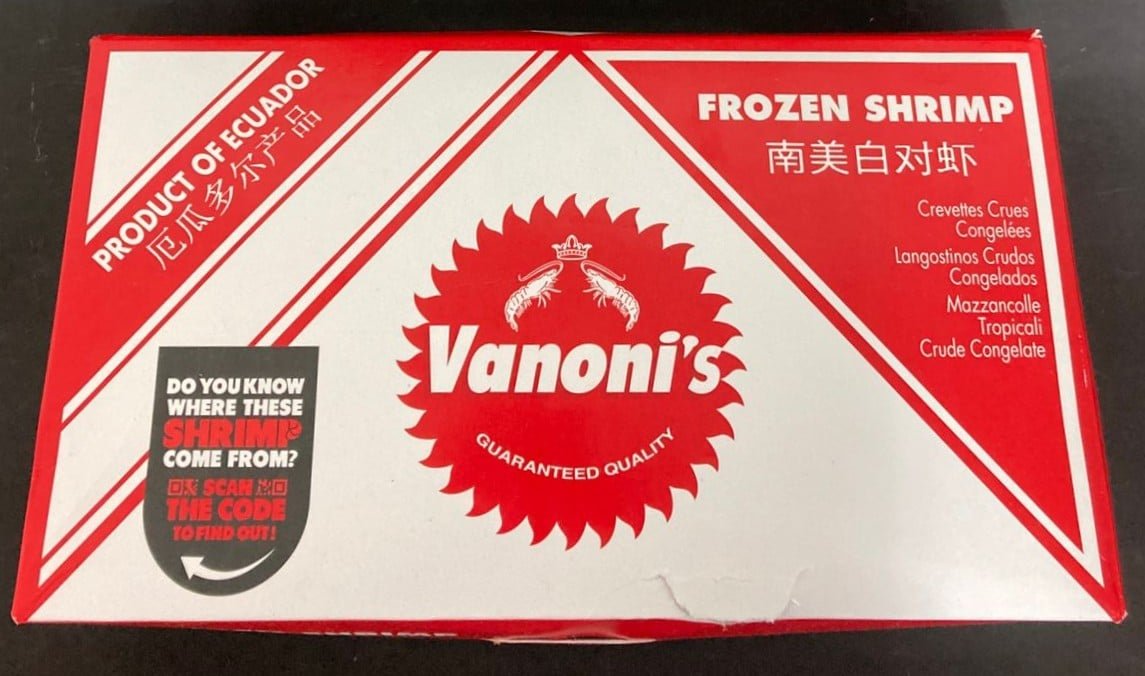 PRODUCT OF ECUADOR
厄瓜多尔产品
FROZEN SHRIMP
南美白对虾
Crevettes Crues
Congelées
Langostinos Crudos
Congelados
Mazzancolle
Tropicali
Crude Congelate
Vanoni's
GUARANTEED QUALITY
DO YOU KNOW
WHERE THESE
SHRIMP
COME FROM?
SCAN
THE CODE
TO FIND OUT!